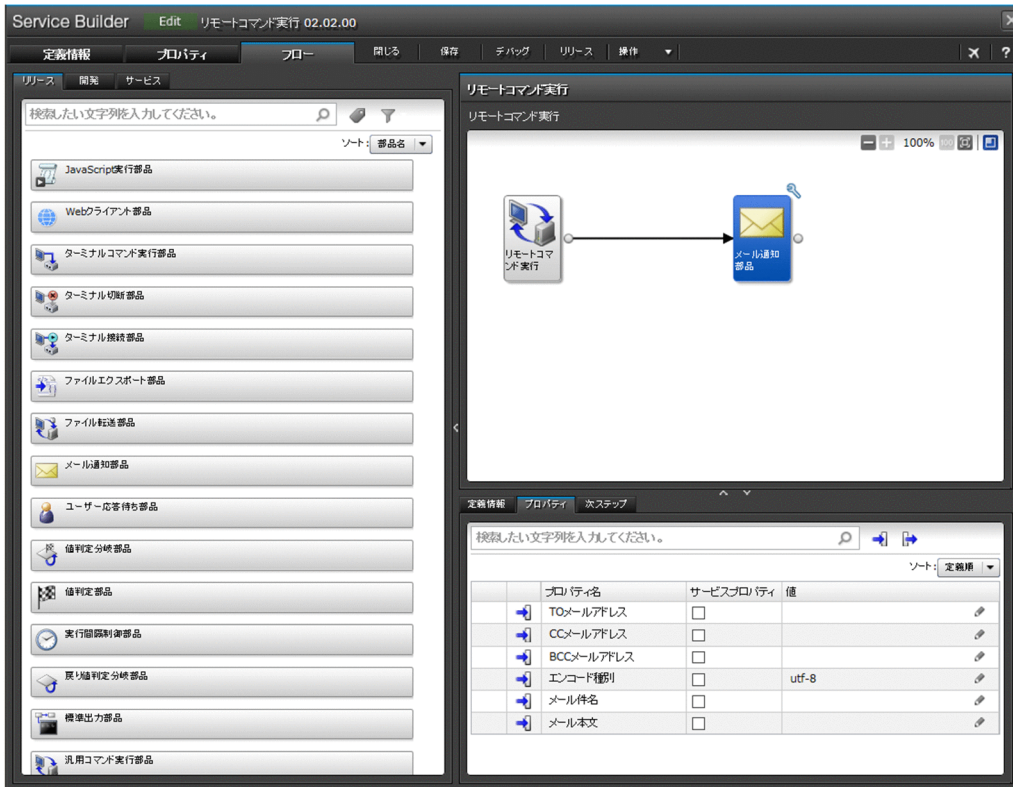 Service Builder Edit リモートコマンド実行 02.02.00
定義情報 プロパティ フロー 閉じる 保存 デバッグ リリース 操作 ▼ ?
リリース 開発 サービス
検索したい文字列を入力してください。
ソート: 部品名 ▼
JavaScript実行部品
Webクライアント部品
ターミナルコマンド実行部品
ターミナル切断部品
ターミナル接続部品
ファイルエクスポート部品
ファイル転送部品
メール通知部品
ユーザー応答待ち部品
値判定分岐部品
値判定部品
実行間隔制御部品
戻り値判定分岐部品
標準出力部品
汎用コマンド実行部品
リモートコマンド実行
リモートコマンド実行
100% 100
リモートコマ
ンド実行
メール通知
部品
定義情報 プロパティ 次ステップ
検索したい文字列を入力してください。
ソート: 定義順 ▼
プロパティ名 サービスプロパティ 値
TOメールアドレス
CCメールアドレス
BCCメールアドレス
エンコード種別 utf-8
メール件名
メール本文